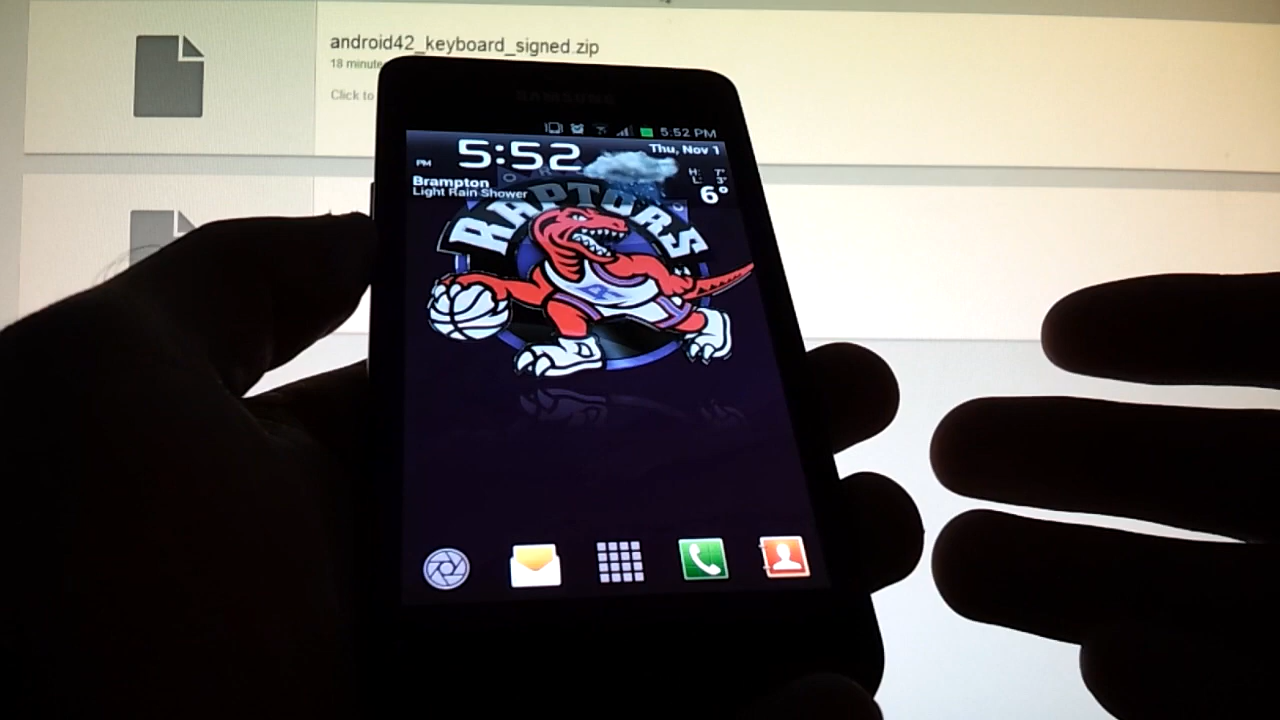 android42_keyboard_signed.zip
18 minute
Click to
SAMSUNG
5:52 PM
PM 5:52
Thu, Nov 1
Brampton
Light Rain Shower
H: 7°
L: 3°
6°
RAPTORS